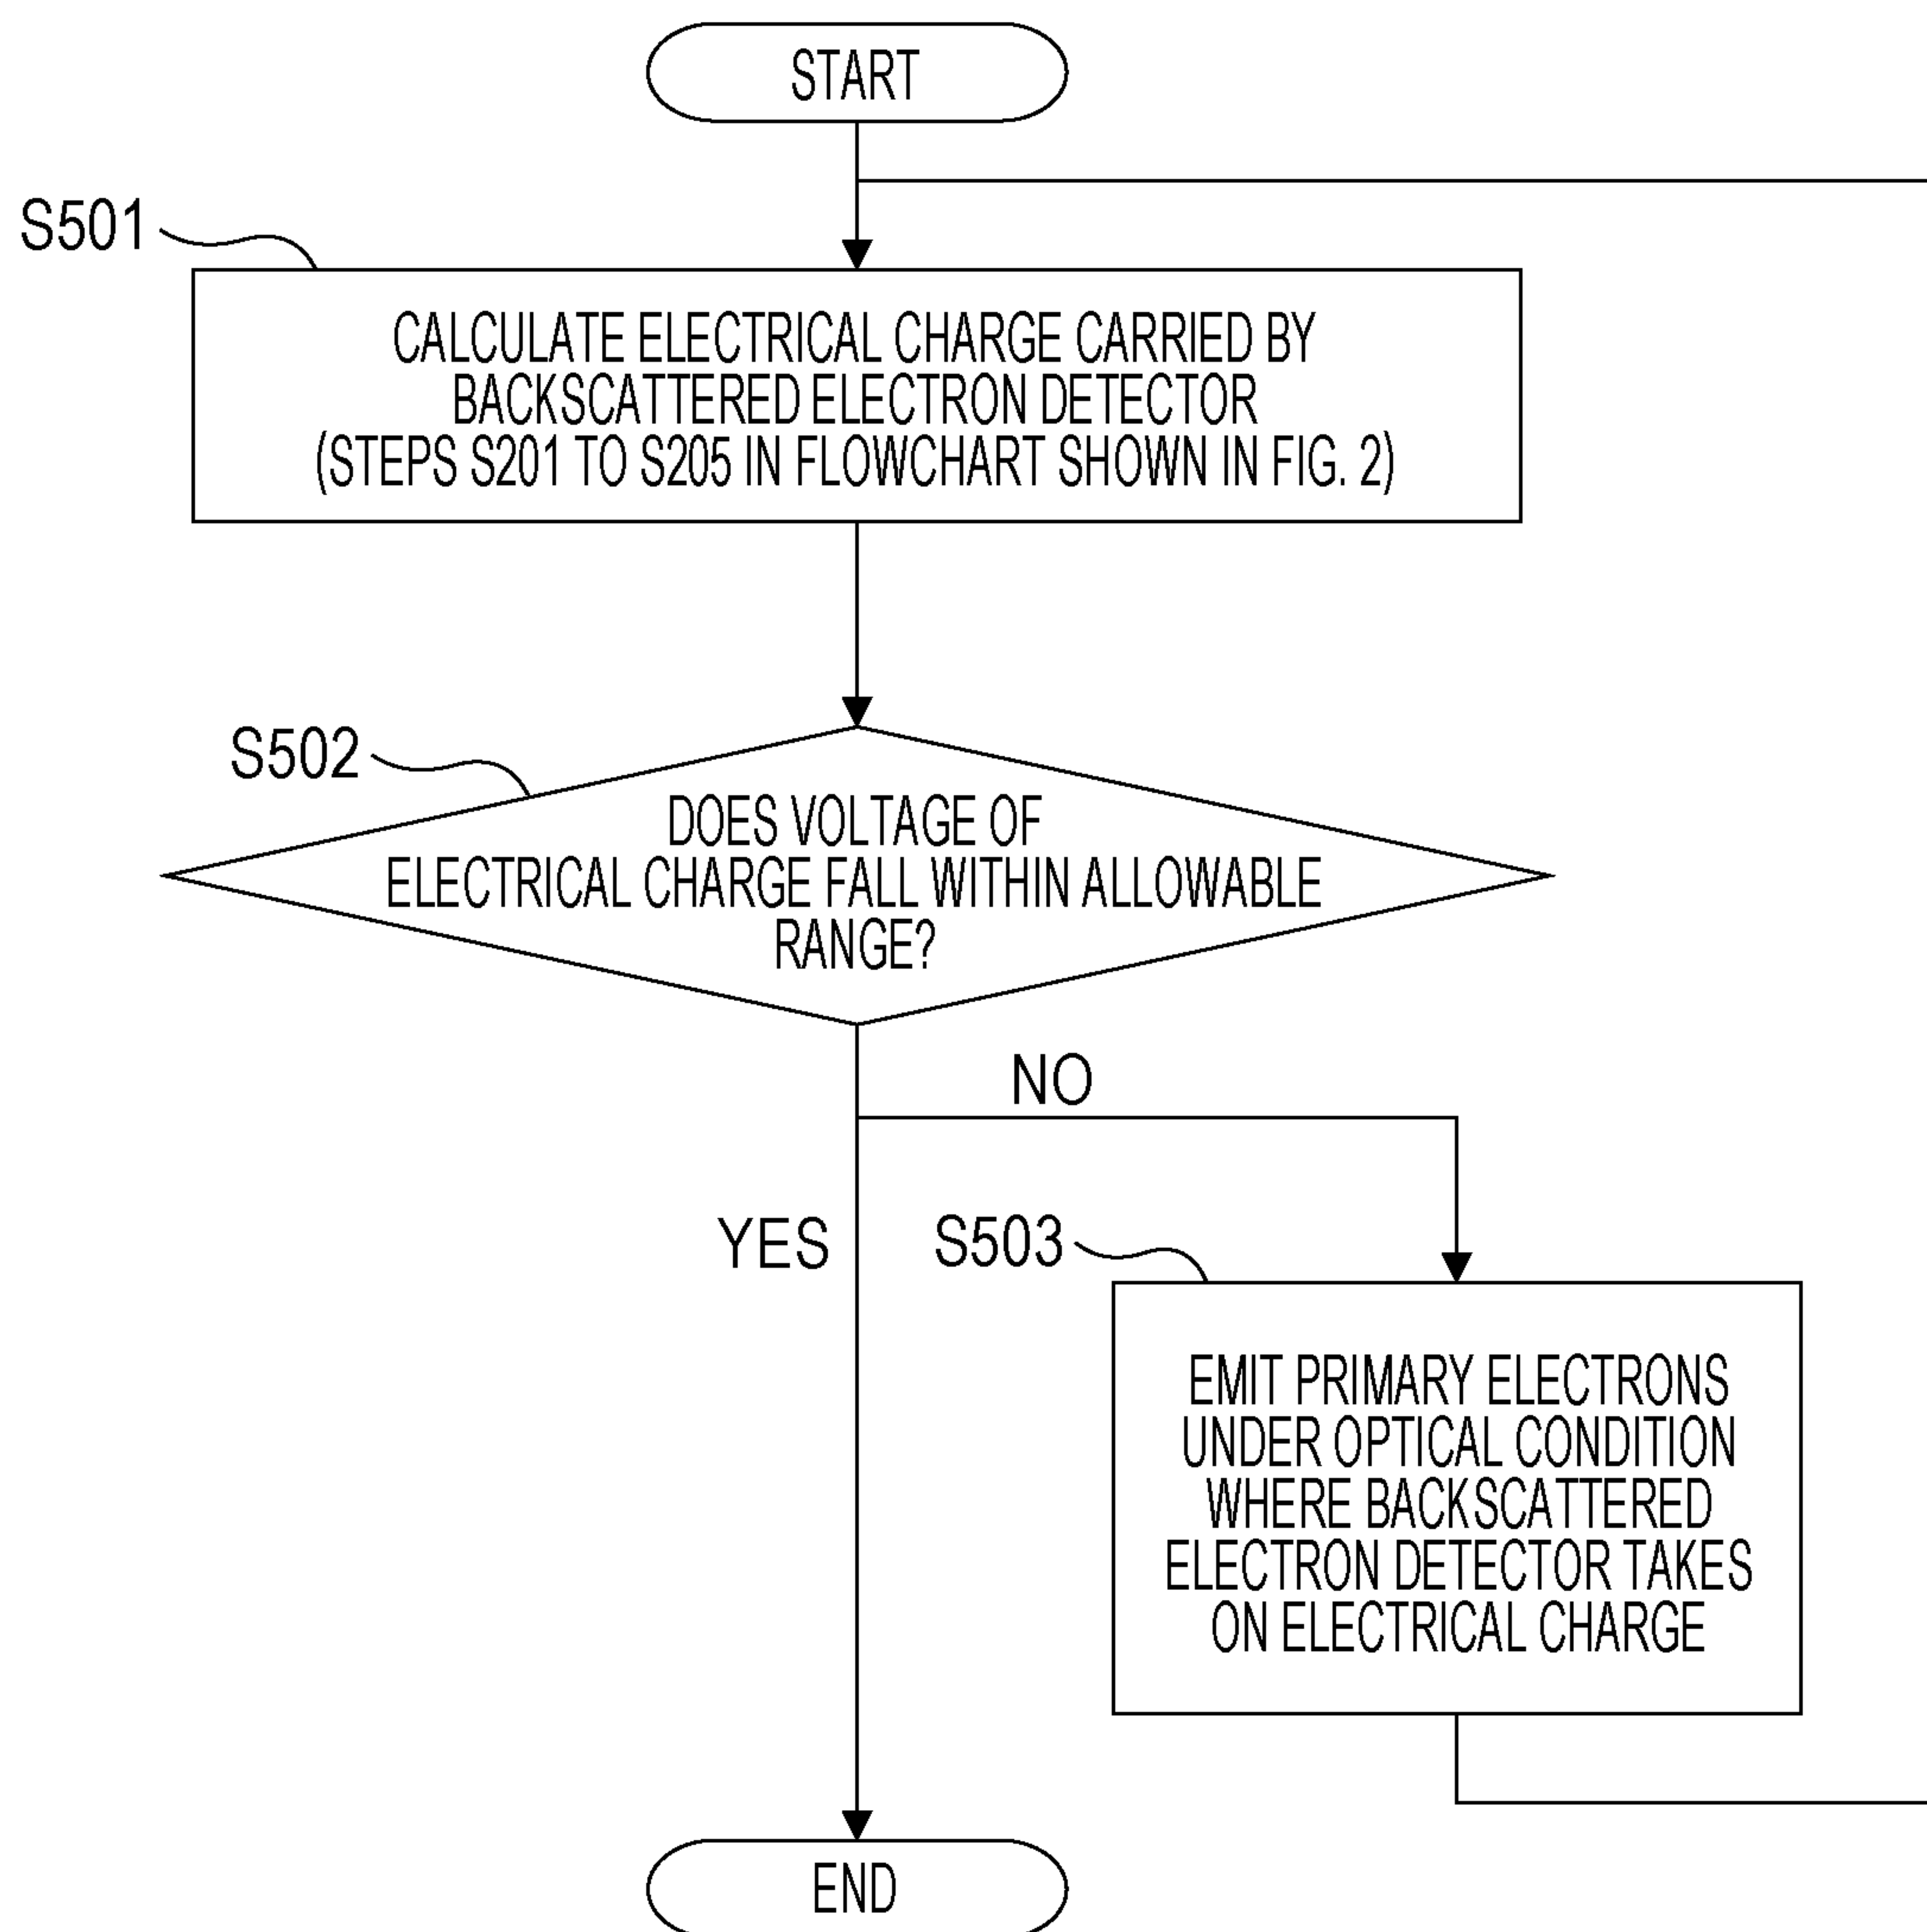 START
S501
CALCULATE ELECTRICAL CHARGE CARRIED BY
BACKSCATTERED ELECTRON DETECTOR
(STEPS S201 TO S205 IN FLOWCHART SHOWN IN FIG. 2)
S502
DOES VOLTAGE OF
ELECTRICAL CHARGE FALL WITHIN ALLOWABLE
RANGE?
NO
YES
S503
EMIT PRIMARY ELECTRONS
UNDER OPTICAL CONDITION
WHERE BACKSCATTERED
ELECTRON DETECTOR TAKES
ON ELECTRICAL CHARGE
END